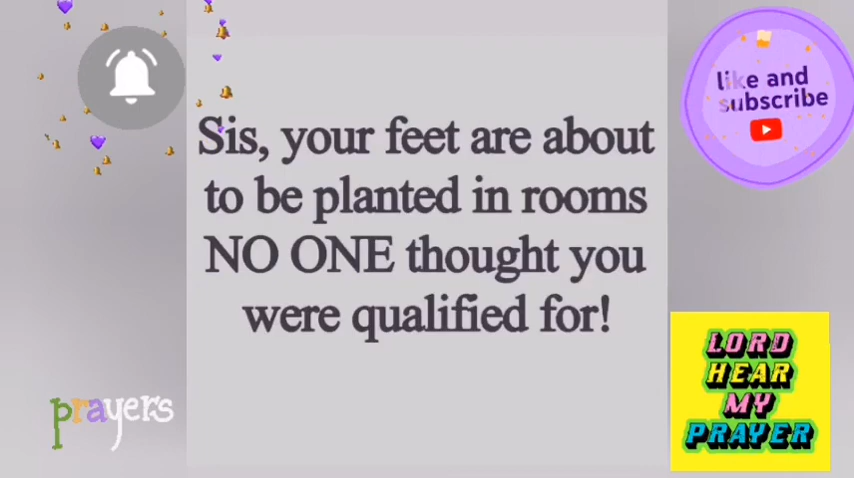 Sis, your feet are about
to be planted in rooms
NO ONE thought you
were qualified for!
like and
subscribe
prayers
LORD
HEAR
MY
PRAYER